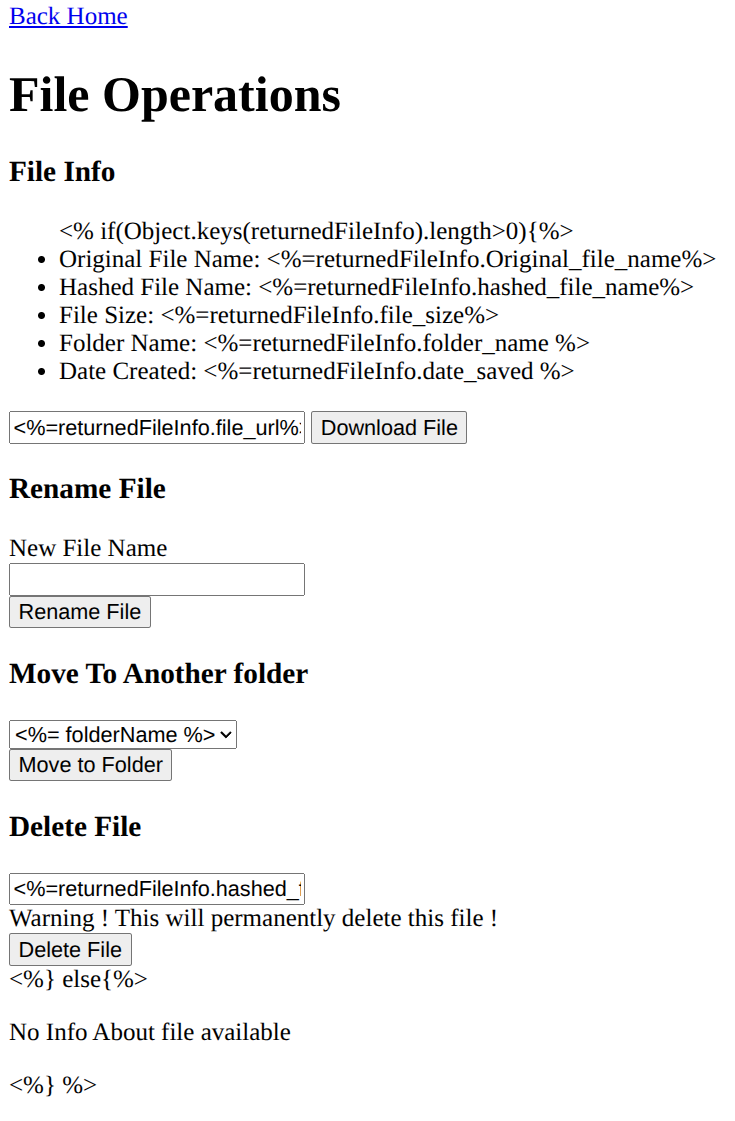 Back Home
File Operations
File Info
<% if(Object.keys(returnedFileInfo).length>0){%>
Original File Name: <%=returnedFileInfo.Original_file_name%>
Hashed File Name: <%=returnedFileInfo.hashed_file_name%>
File Size: <%=returnedFileInfo.file_size%>
Folder Name: <%=returnedFileInfo.folder_name %>
Date Created: <%=returnedFileInfo.date_saved %>
<%=returnedFileInfo.file_url% Download File
Rename File
New File Name
Rename File
Move To Another folder
<%= folderName %>
Move to Folder
Delete File
<%=returnedFileInfo.hashed_
Warning ! This will permanently delete this file !
Delete File
<%} else{%>
No Info About file available
<%} %>